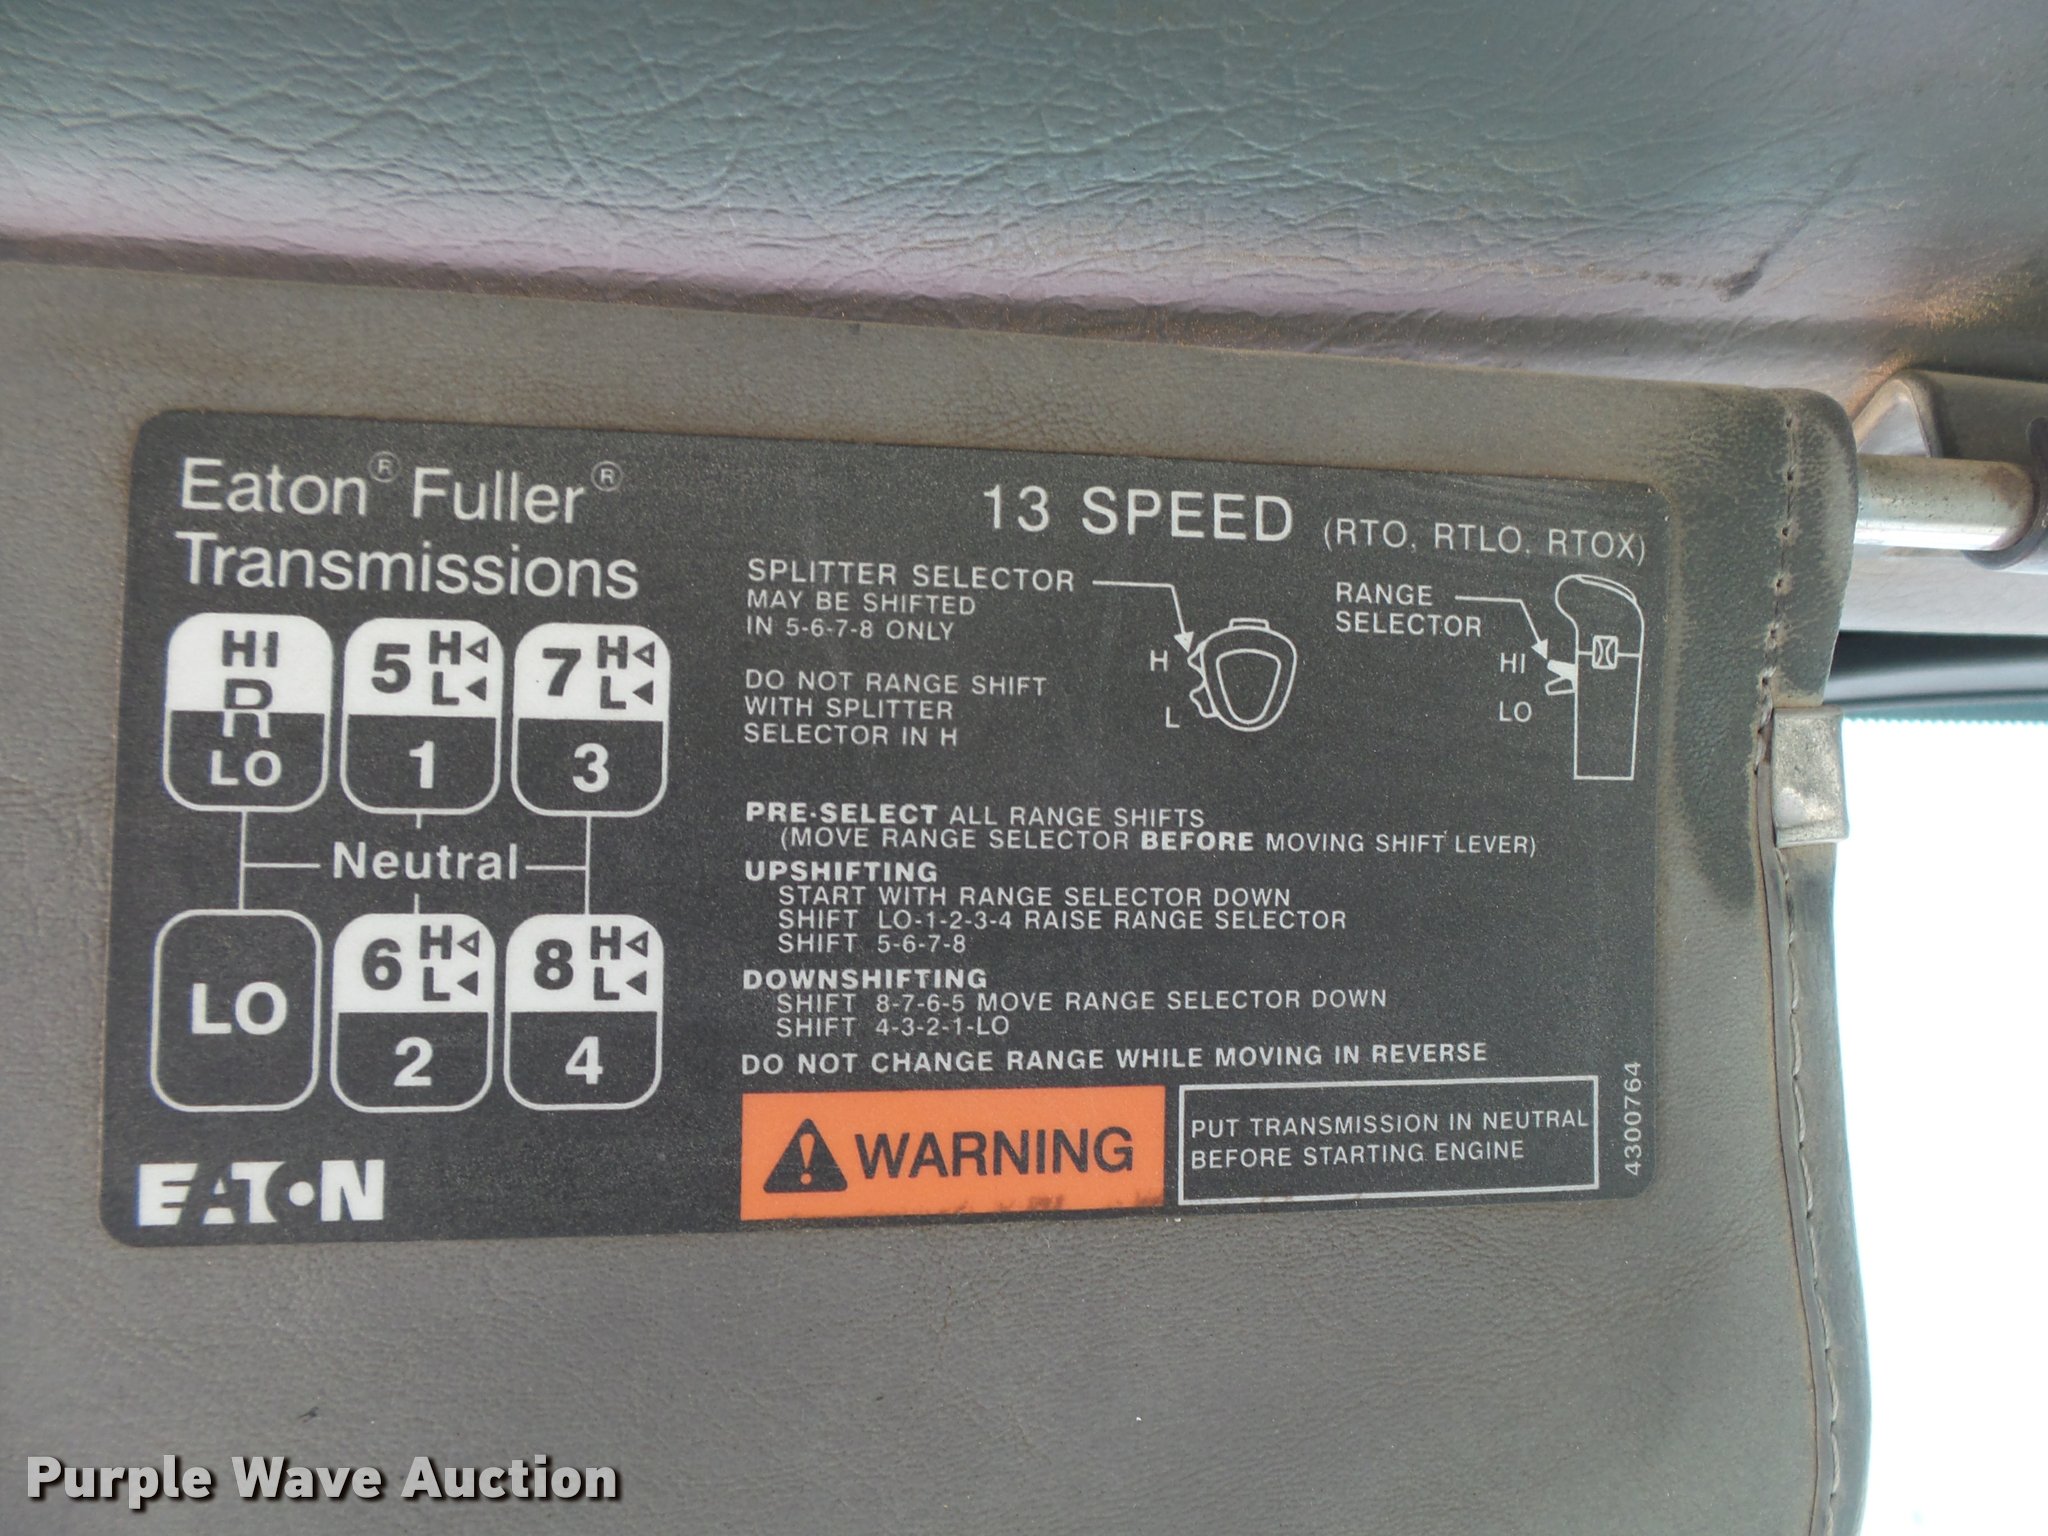 Eaton® Fuller®
Transmissions
13 SPEED (RTO, RTLO, RTOX)
HI
R
LO
5 H L
1
7 H L
3
Neutral
LO
6 H L
2
8 H L
4
EATON
SPLITTER SELECTOR
MAY BE SHIFTED
IN 5-6-7-8 ONLY
DO NOT RANGE SHIFT
WITH SPLITTER
SELECTOR IN H
H
L
RANGE
SELECTOR
HI
LO
PRE-SELECT ALL RANGE SHIFTS
(MOVE RANGE SELECTOR BEFORE MOVING SHIFT LEVER)
UPSHIFTING
START WITH RANGE SELECTOR DOWN
SHIFT LO-1-2-3-4 RAISE RANGE SELECTOR
SHIFT 5-6-7-8
DOWNSHIFTING
SHIFT 8-7-6-5 MOVE RANGE SELECTOR DOWN
SHIFT 4-3-2-1-LO
DO NOT CHANGE RANGE WHILE MOVING IN REVERSE
WARNING
PUT TRANSMISSION IN NEUTRAL
BEFORE STARTING ENGINE
4300764
Purple Wave Auction